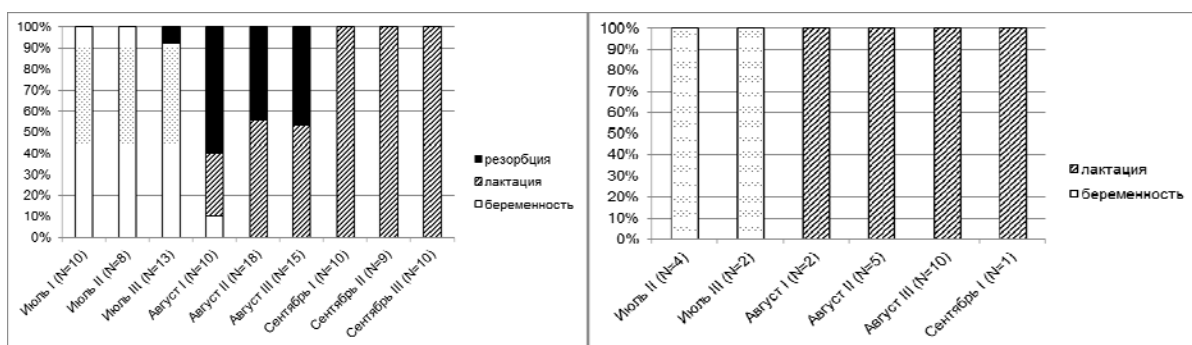 100%
90%
80%
70%
60%
50%
40%
30%
20%
10%
0%
Июль I (N=10)
Июль II (N=8)
Июль III (N=13)
Август I (N=10)
Август II (N=18)
Август III (N=15)
Сентябрь I (N=10)
Сентябрь II (N=9)
Сентябрь III (N=10)
резорбция
лактация
беременность
100%
90%
80%
70%
60%
50%
40%
30%
20%
10%
0%
Июль II (N=4)
Июль III (N=2)
Август I (N=2)
Август II (N=5)
Август III (N=10)
Сентябрь I (N=1)
лактация
беременность